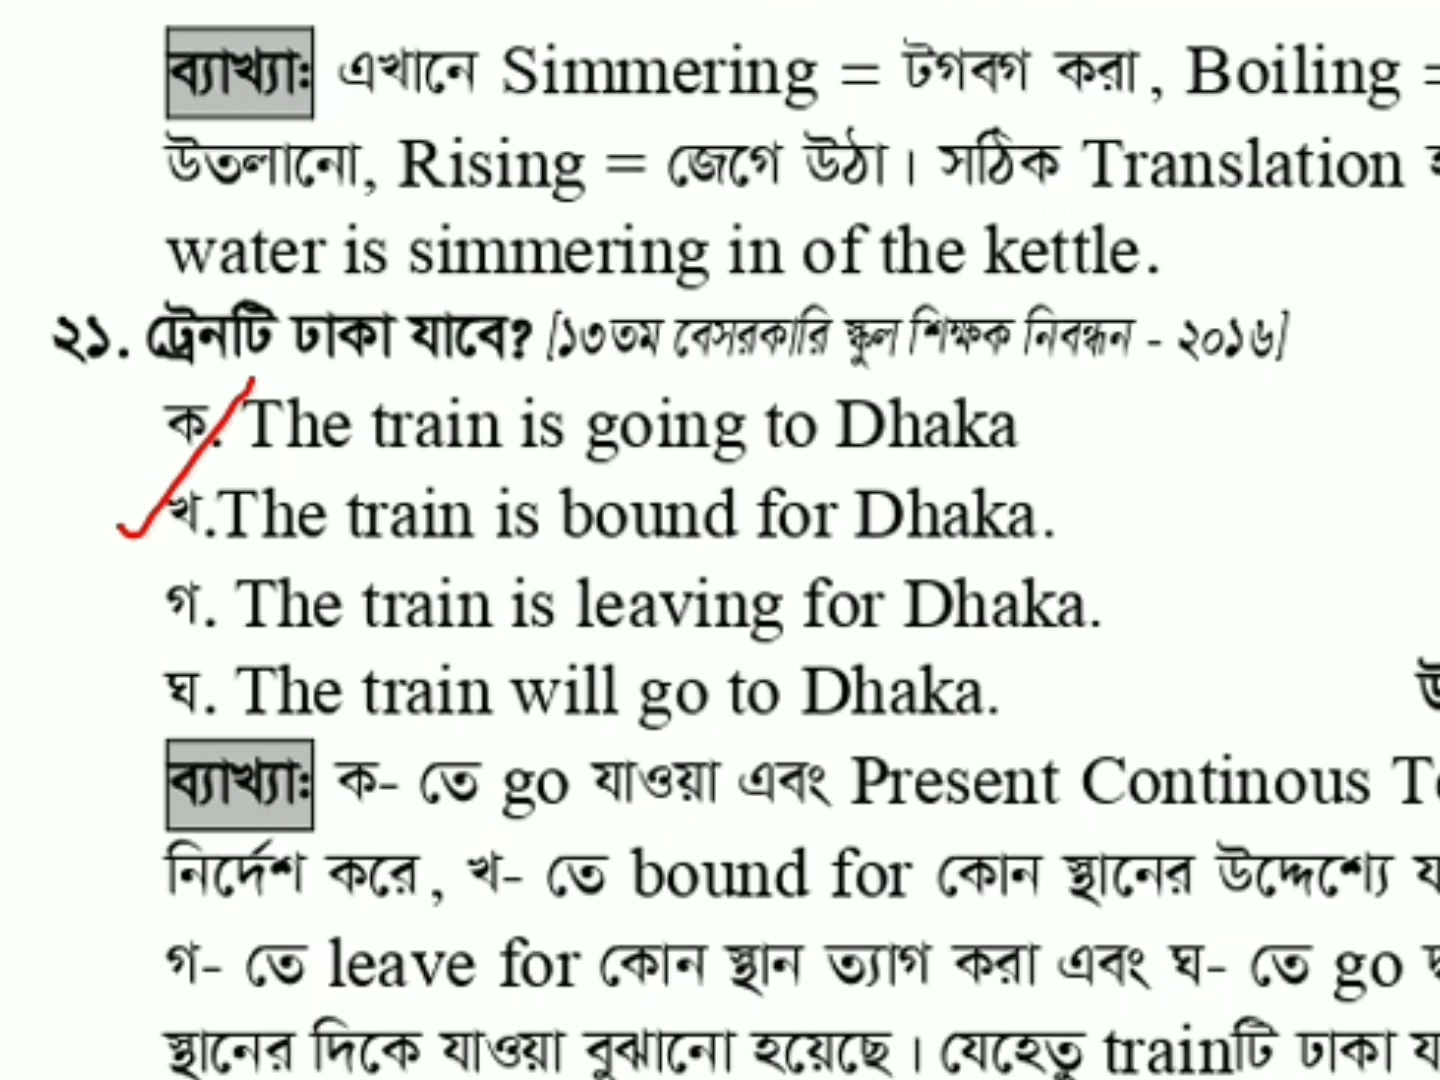 ব্যাখ্যা: এখানে Simmering = টগবগ করা, Boiling =
উতলানো, Rising = জেগে উঠা। সঠিক Translation
water is simmering in of the kettle.
২১. ট্রেনটি ঢাকা যাবে? [১৩তম বেসরকারি স্কুল শিক্ষক নিবন্ধন - ২০১৬]
ক. The train is going to Dhaka
খ.The train is bound for Dhaka.
গ. The train is leaving for Dhaka.
ঘ. The train will go to Dhaka.
ব্যাখ্যা: ক- তে go যাওয়া এবং Present Continous
নির্দেশ করে, খ- তে bound for কোন স্থানের উদ্দেশ্যে
গ- তে leave for কোন স্থান ত্যাগ করা এবং ঘ- তে go
স্থানের দিকে যাওয়া বুঝানো হয়েছে। যেহেতু trainটি ঢাকা